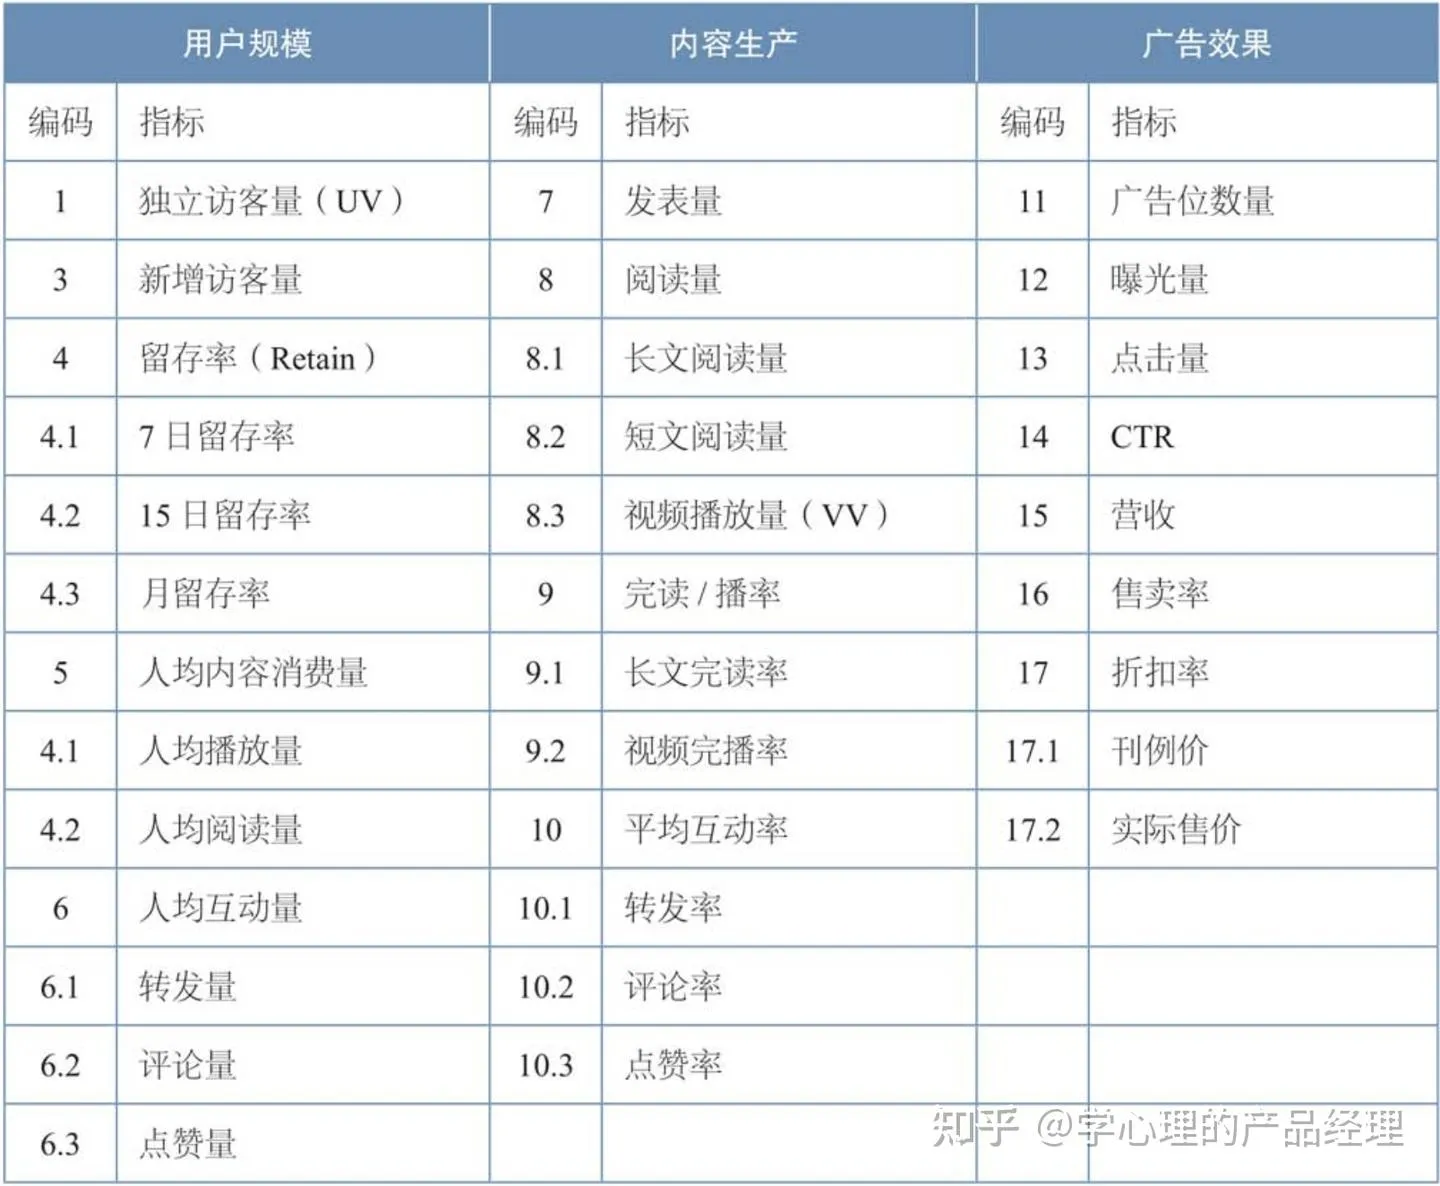 用户规模 内容生产 广告效果
编码 指标 编码 指标 编码 指标
1 独立访客量（UV） 7 发表量 11 广告位数量
3 新增访客量 8 阅读量 12 曝光量
4 留存率（Retain） 8.1 长文阅读量 13 点击量
4.1 7日留存率 8.2 短文阅读量 14 CTR
4.2 15日留存率 8.3 视频播放量（VV） 15 营收
4.3 月留存率 9 完读/播率 16 售卖率
5 人均内容消费量 9.1 长文完读率 17 折扣率
4.1 人均播放量 9.2 视频完播率 17.1 刊例价
4.2 人均阅读量 10 平均互动率 17.2 实际售价
6 人均互动量 10.1 转发率
6.1 转发量 10.2 评论率
6.2 评论量 10.3 点赞率
6.3 点赞量
知乎 @学心理的产品经理